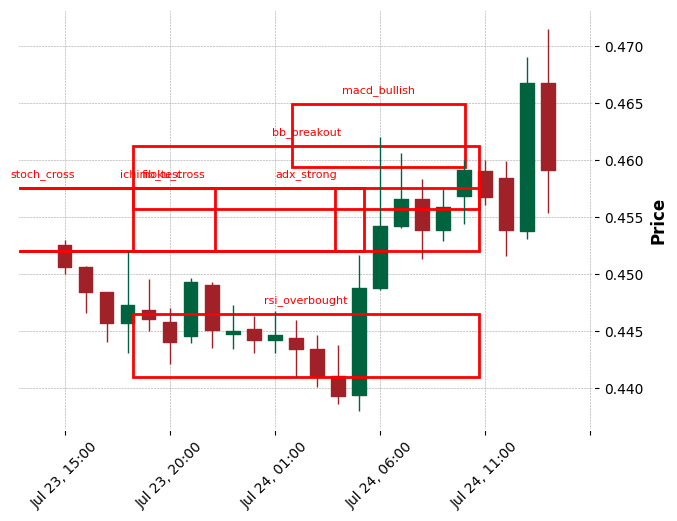 0.470
0.465
macd_bullish
bb_breakout
0.460
stoch_cross
adx_strong
0.455
Price
0.450
rsi_overbought
0.445
0.440
Jul 23, 15:00
Jul 23, 20:00
Jul 24, 01:00
Jul 24, 06:00
Jul 24, 11:00